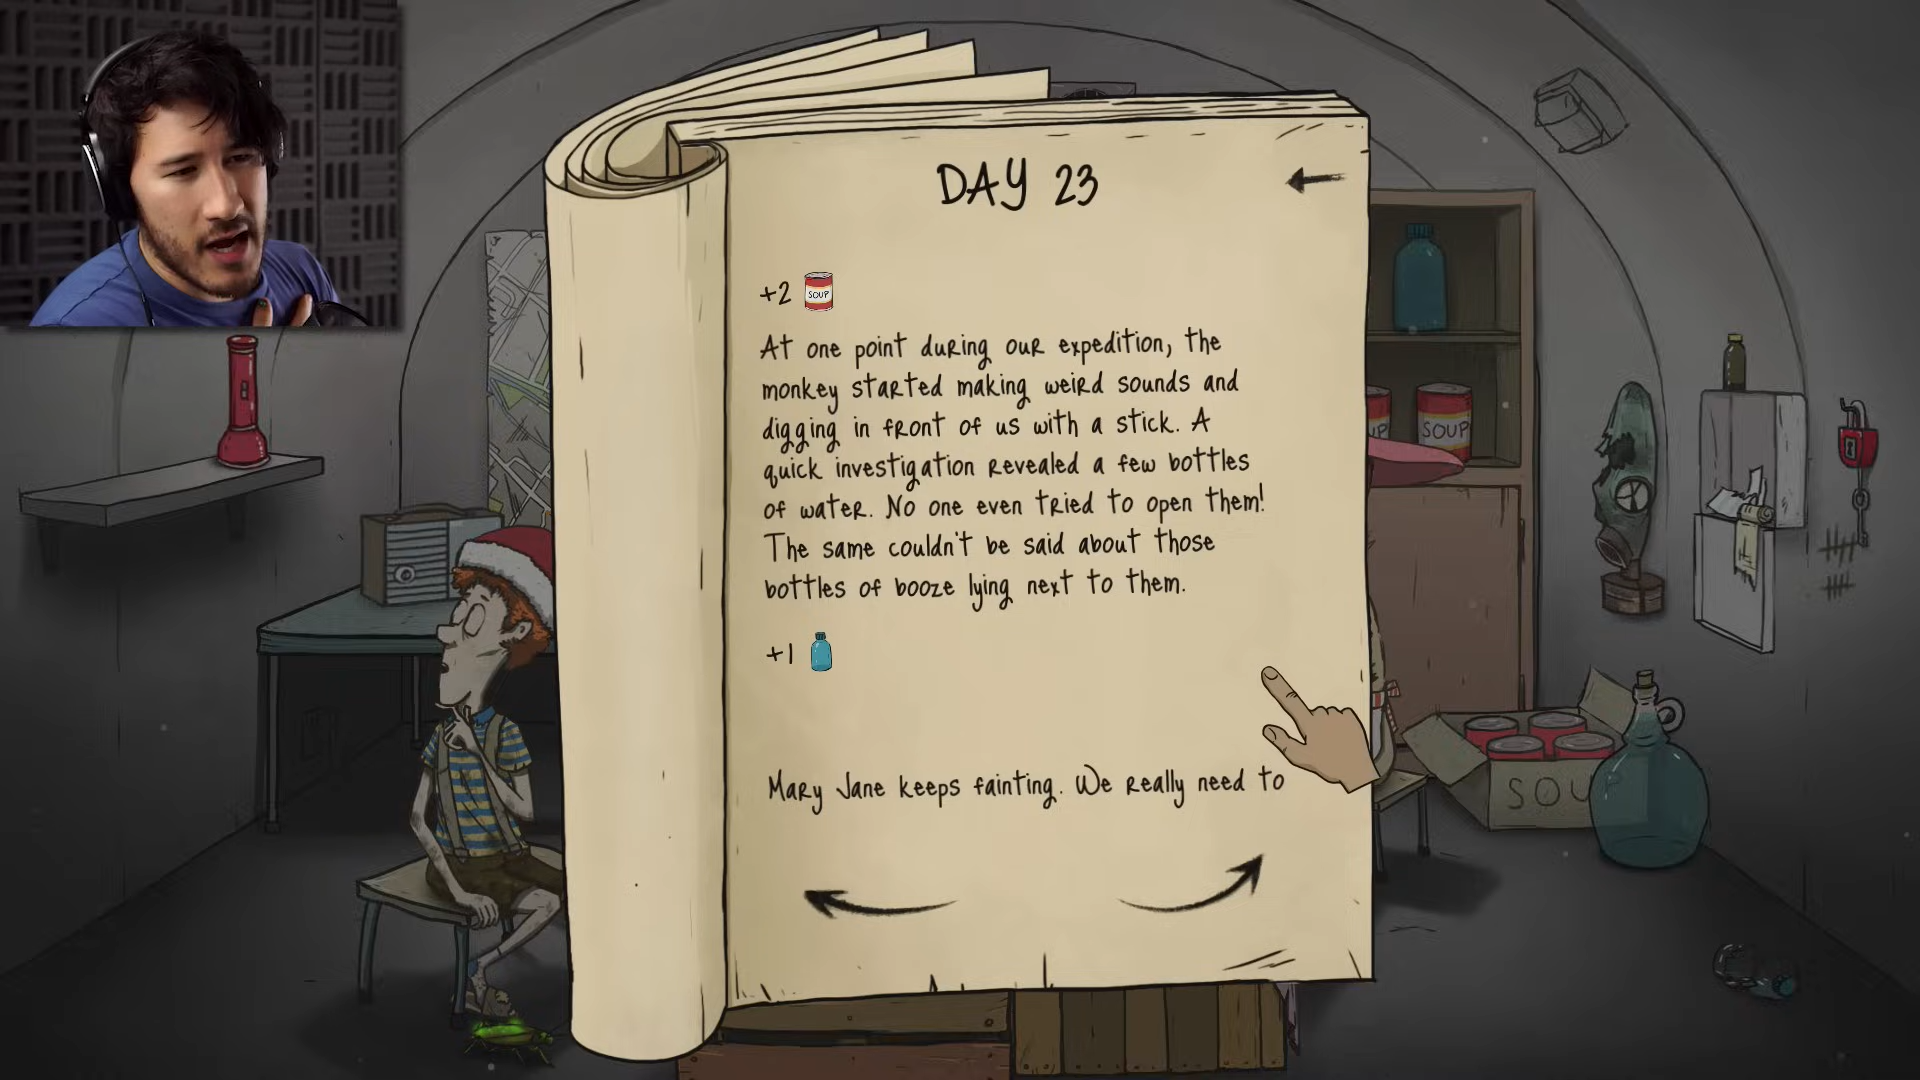 DAY 23
+2 SOUP
At one point during our expedition, the
monkey started making weird sounds and
digging in front of us with a stick. A
quick investigation revealed a few bottles
of water. No one even tried to open them!
The same couldn't be said about those
bottles of booze lying next to them.
+1
Mary Jane keeps fainting. We really need to
UP
SOUP
SOUP